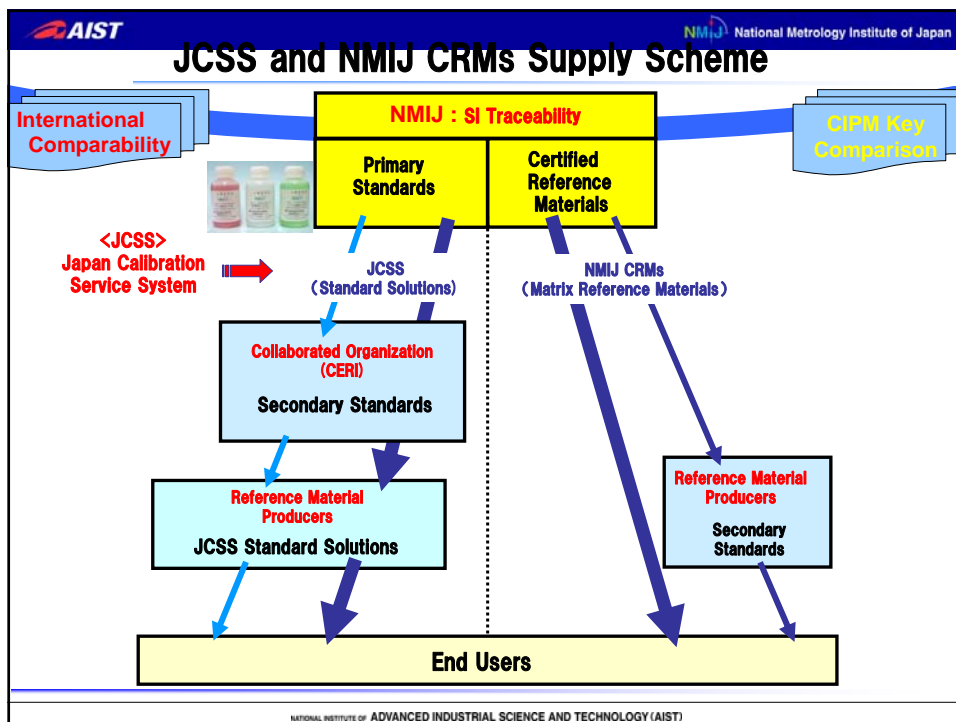 AIST
NMIJ National Metrology Institute of Japan
JCSS and NMIJ CRMs Supply Scheme
International
Comparability
NMIJ : SI Traceability
CIPM Key
Comparison
Primary
Standards
Certified
Reference
Materials
<JCSS>
Japan Calibration
Service System
JCSS
(Standard Solutions)
NMIJ CRMs
(Matrix Reference Materials)
Collaborated Organization
(CERI)
Secondary Standards
Reference Material
Producers
JCSS Standard Solutions
Reference Material
Producers
Secondary
Standards
End Users
NATIONAL INSTITUTE OF ADVANCED INDUSTRIAL SCIENCE AND TECHNOLOGY (AIST)